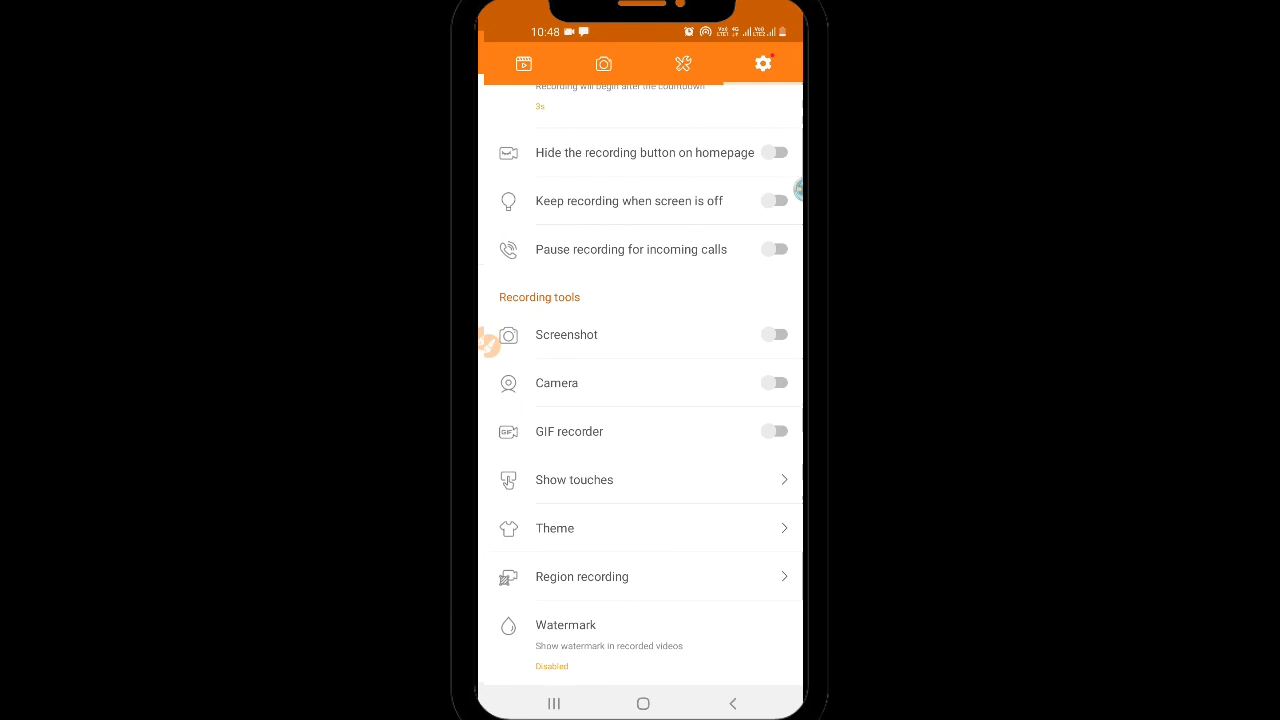 10:48
Recording will begin after the countdown
3s
Hide the recording button on homepage
Keep recording when screen is off
Pause recording for incoming calls
Recording tools
Screenshot
Camera
GIF recorder
Show touches
Theme
Region recording
Watermark
Show watermark in recorded videos
Disabled